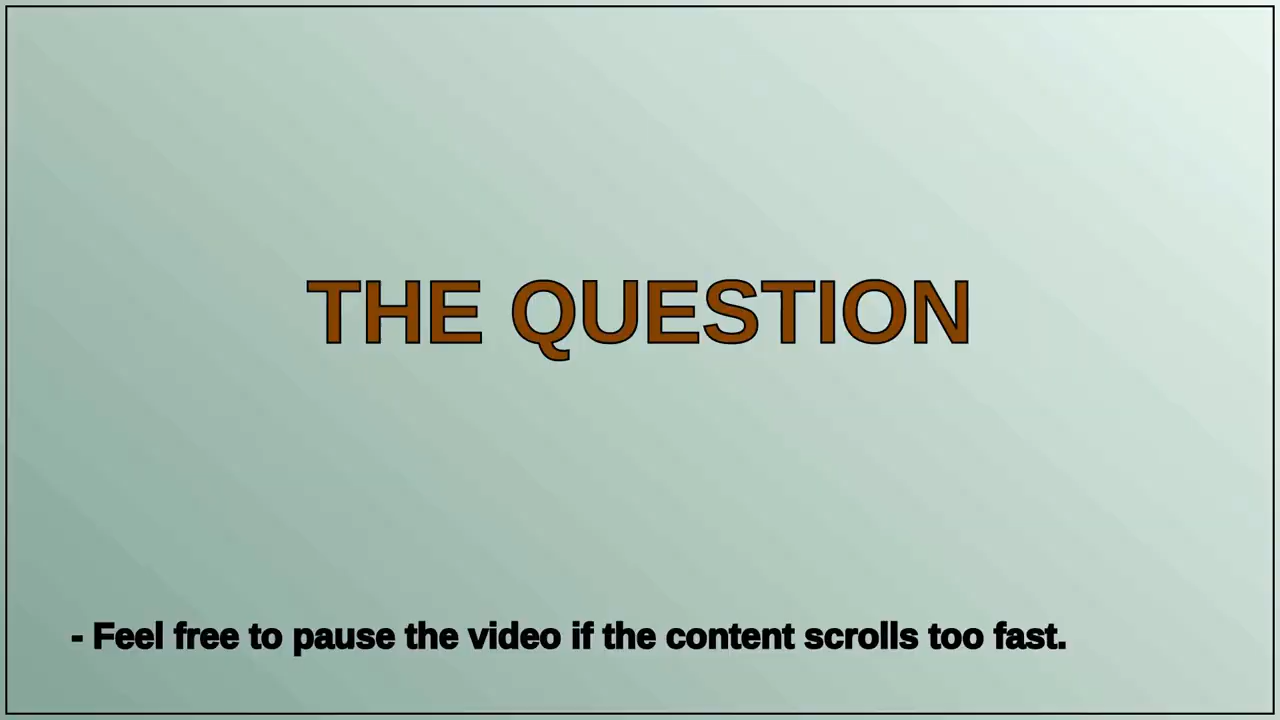 THE QUESTION
- Feel free to pause the video if the content scrolls too fast.